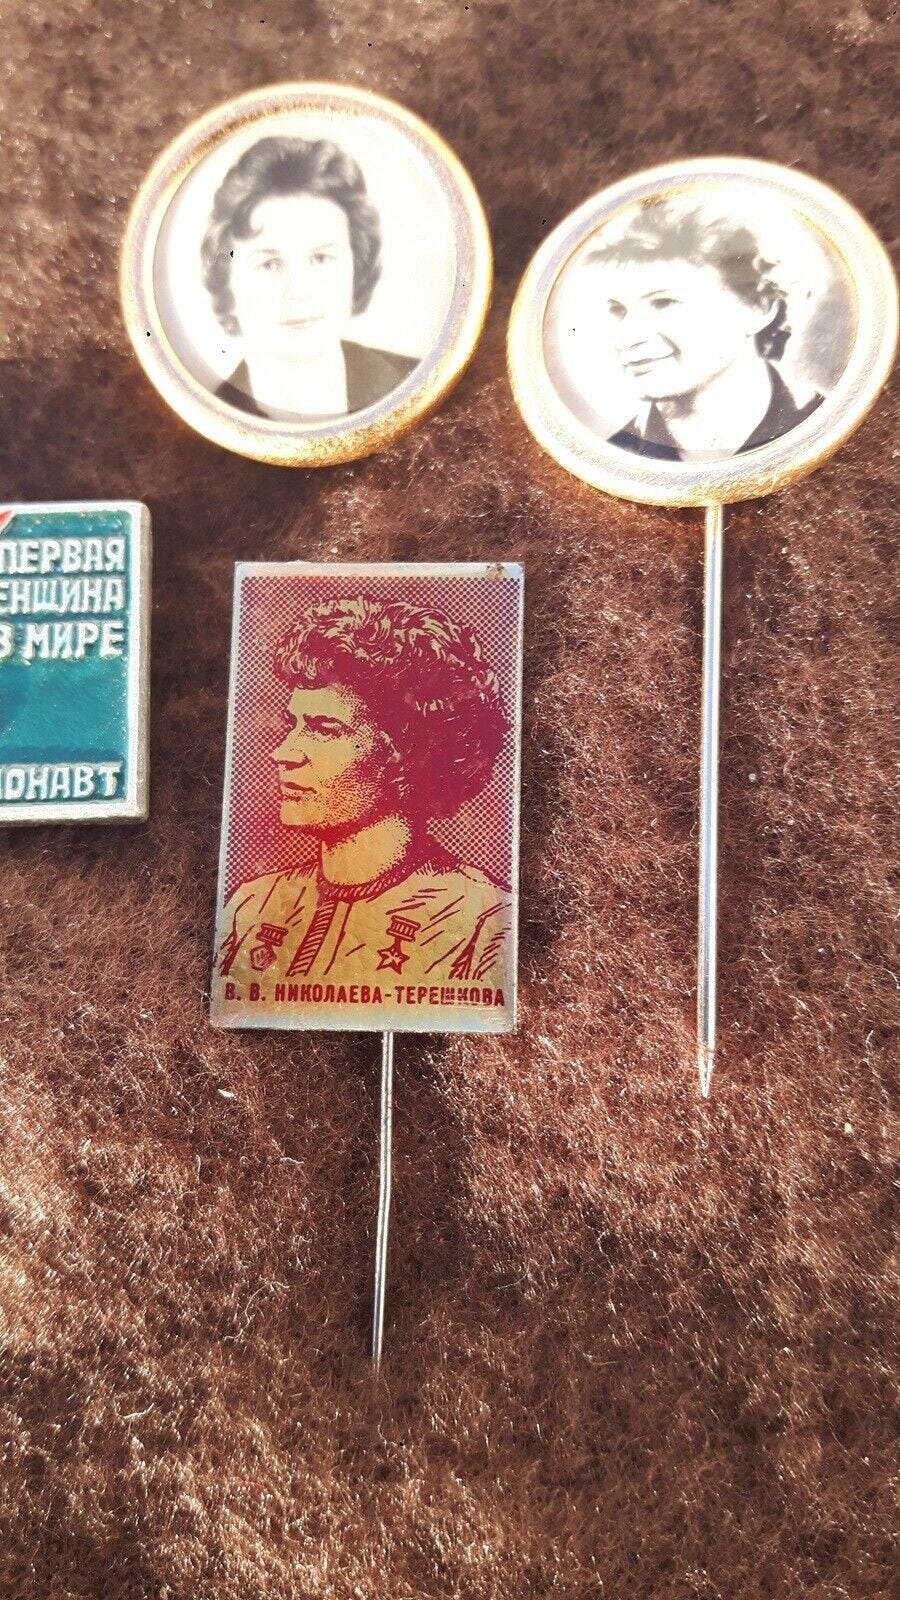 ПЕРВАЯ
ЕНЩИНА
В МИРЕ
ОНАВТ
В. В. НИКОЛАЕВА-ТЕРЕШКОВА